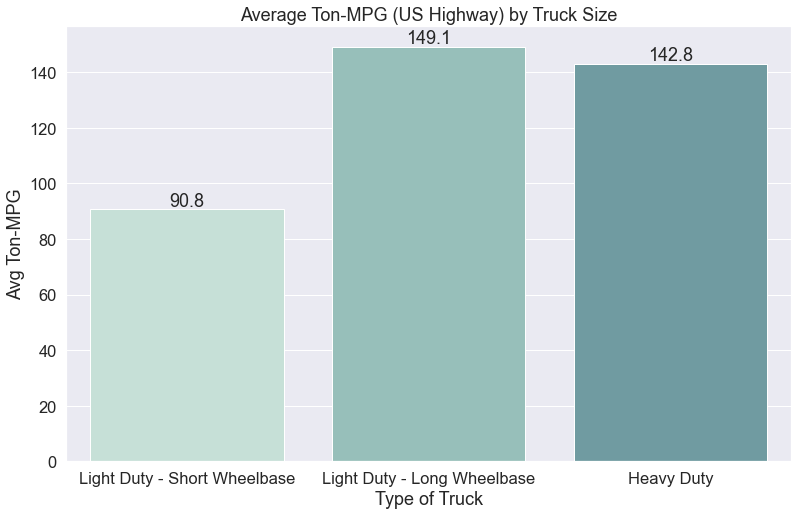 Average Ton-MPG (US Highway) by Truck Size
149.1
142.8
90.8
140
120
100
80
60
40
20
0
Avg Ton-MPG
Light Duty - Short Wheelbase
Light Duty - Long Wheelbase
Heavy Duty
Type of Truck